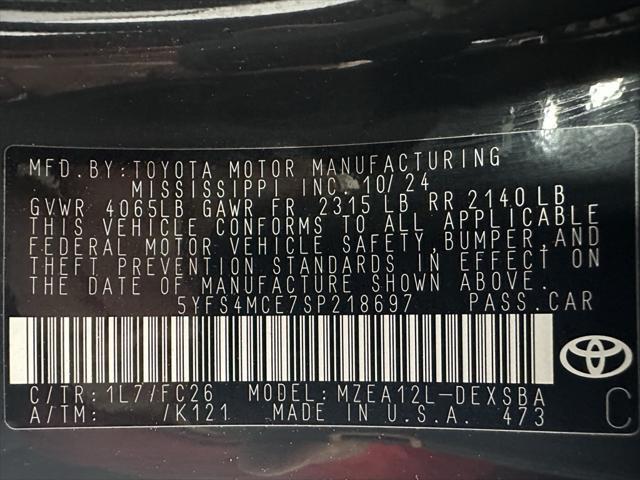 MFD. BY: TOYOTA MOTOR MANUFACTURING
MISSISSIPPI INC. 10/24
GVWR 4065LB GAWR FR. 2315 LB RR 2140 LB
THIS VEHICLE CONFORMS TO ALL APPLICABLE
FEDERAL MOTOR VEHICLE SAFETY, BUMPER, AND
THEFT PREVENTION STANDARDS IN EFFECT ON
THE DATE OF MANUFACTURE SHOWN ABOVE.
5YFS4MCE7SP218697 PASS. CAR
C/TR: 1L7/FC26 MODEL: MZEA12L-DEXSBA
A/TM: /K121 MADE IN U.S.A. 473
C